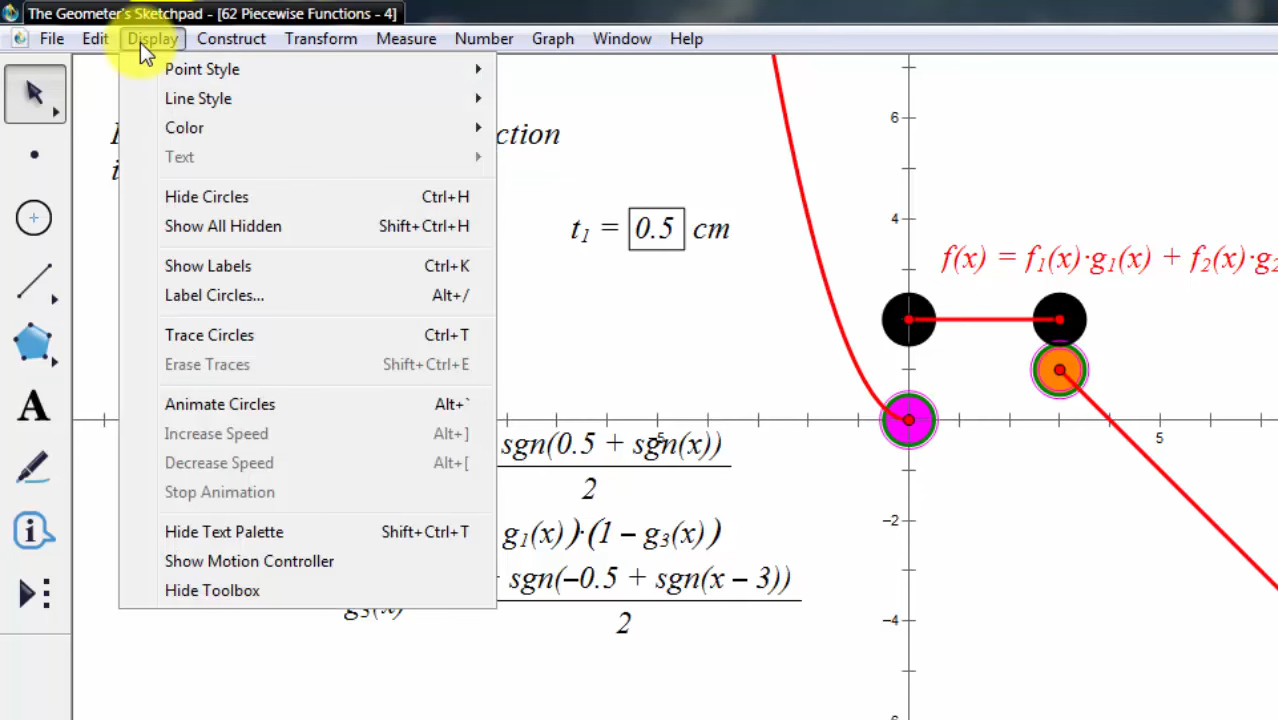 The Geometer's Sketchpad - [62 Piecewise Functions - 4]
File Edit Display Construct Transform Measure Number Graph Window Help
Point Style
Line Style
Color
Text
Hide Circles Ctrl+H
Show All Hidden Shift+Ctrl+H
Show Labels Ctrl+K
Label Circles... Alt+/
Trace Circles Ctrl+T
Erase Traces Shift+Ctrl+E
Animate Circles Alt+`
Increase Speed Alt+]
Decrease Speed Alt+[
Stop Animation
Hide Text Palette Shift+Ctrl+T
Show Motion Controller
Hide Toolbox
ction
t₁ = 0.5 cm
f(x) = f₁(x)·g₁(x) + f₂(x)·g₂
sgn(0.5 + sgn(x))
2
g₁(x))·(1 – g₃(x))
sgn(–0.5 + sgn(x – 3))
2
g₃(x)
6
4
5
–2
–4
A
i